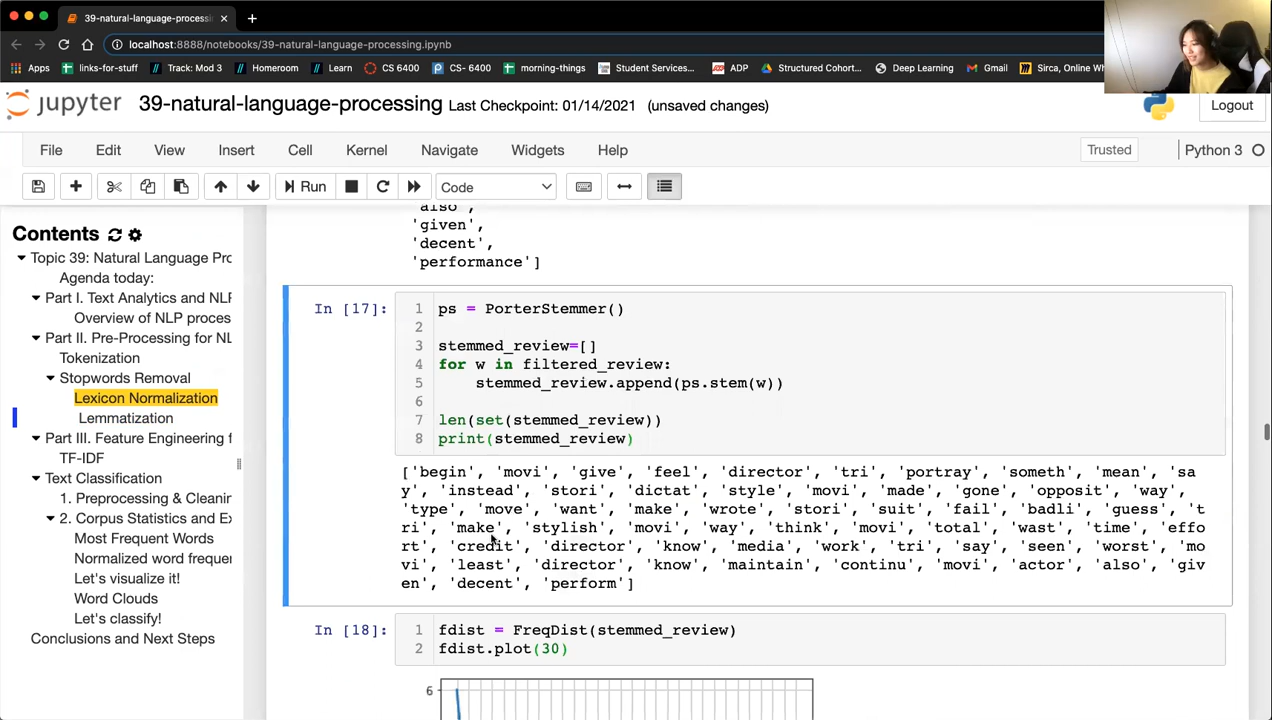 39-natural-language-processi
localhost:8888/notebooks/39-natural-language-processing.ipynb
Apps links-for-stuff Track: Mod 3 Homeroom Learn CS 6400 CS- 6400 morning-things Student Services... ADP Structured Cohort... Deep Learning Gmail Sirca, Online Wh
jupyter 39-natural-language-processing Last Checkpoint: 01/14/2021 (unsaved changes) Logout
File Edit View Insert Cell Kernel Navigate Widgets Help Trusted Python 3
Run Code
Contents
Topic 39: Natural Language Prc
Agenda today:
Part I. Text Analytics and NLF
Overview of NLP proces
Part II. Pre-Processing for NL
Tokenization
Stopwords Removal
Lexicon Normalization
Lemmatization
Part III. Feature Engineering f
TF-IDF
Text Classification
1. Preprocessing & Cleanir
2. Corpus Statistics and Ex
Most Frequent Words
Normalized word frequer
Let's visualize it!
Word Clouds
Let's classify!
Conclusions and Next Steps
'also',
'given',
'decent',
'performance']
In [17]:
1 ps = PorterStemmer()
2
3 stemmed_review=[]
4 for w in filtered_review:
5 stemmed_review.append(ps.stem(w))
6
7 len(set(stemmed_review))
8 print(stemmed_review)
['begin', 'movi', 'give', 'feel', 'director', 'tri', 'portray', 'someth', 'mean', 'sa
y', 'instead', 'stori', 'dictat', 'style', 'movi', 'made', 'gone', 'opposit', 'way',
'type', 'move', 'want', 'make', 'wrote', 'stori', 'suit', 'fail', 'badli', 'guess', 't
ri', 'make', 'stylish', 'movi', 'way', 'think', 'movi', 'total', 'wast', 'time', 'effo
rt', 'credit', 'director', 'know', 'media', 'work', 'tri', 'say', 'seen', 'worst', 'mo
vi', 'least', 'director', 'know', 'maintain', 'continu', 'movi', 'actor', 'also', 'giv
en', 'decent', 'perform']
In [18]:
1 fdist = FreqDist(stemmed_review)
2 fdist.plot(30)
6